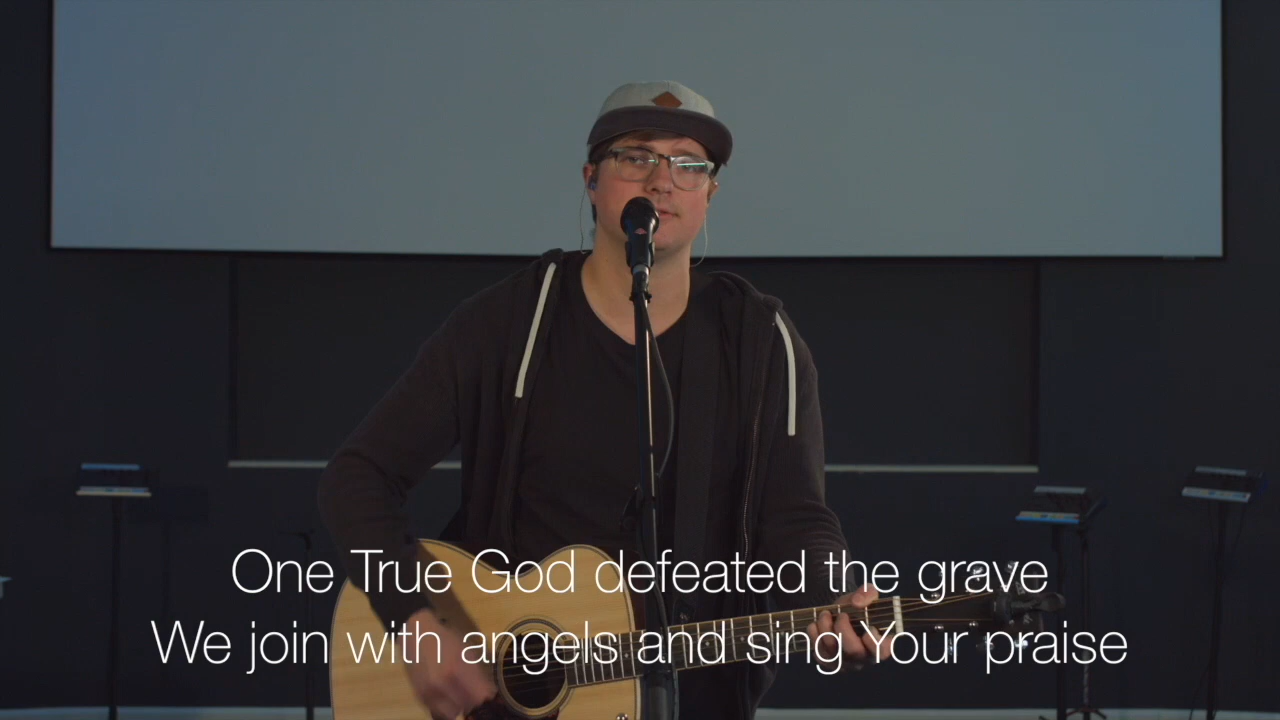 One True God defeated the grave
We join with angels and sing Your praise